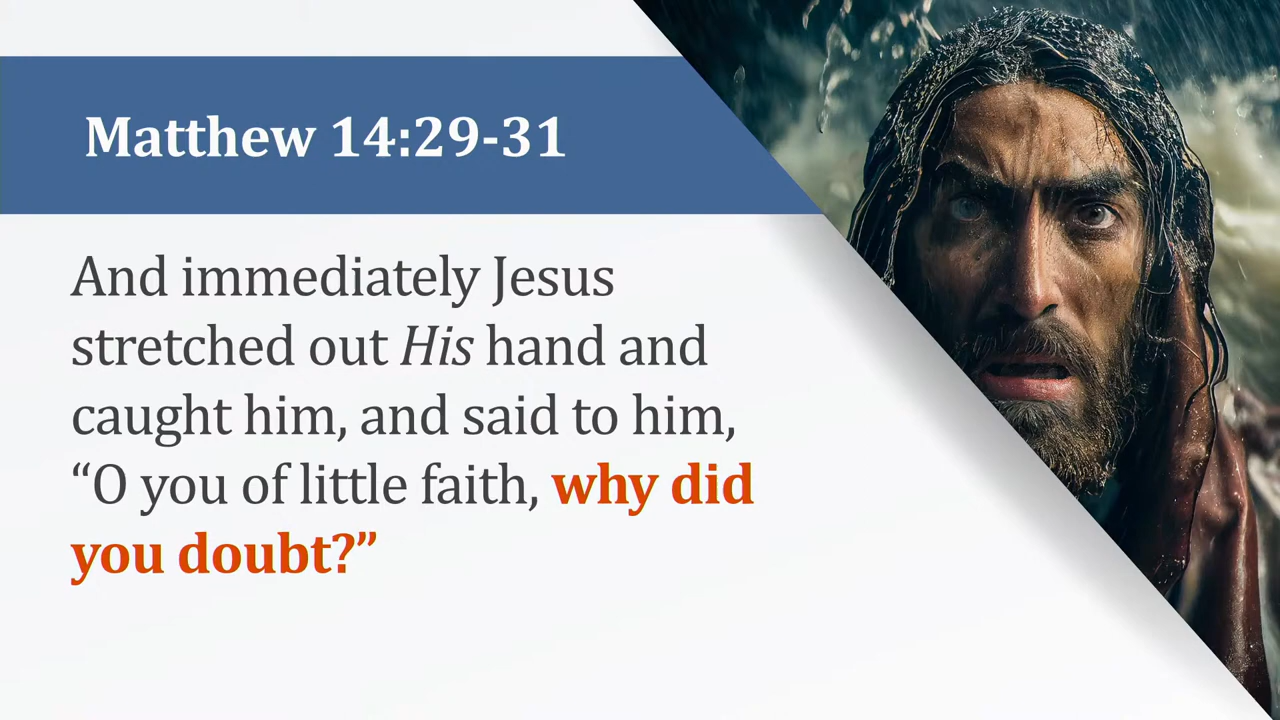 Matthew 14:29-31
And immediately Jesus
stretched out His hand and
caught him, and said to him,
“O you of little faith, why did
you doubt?”